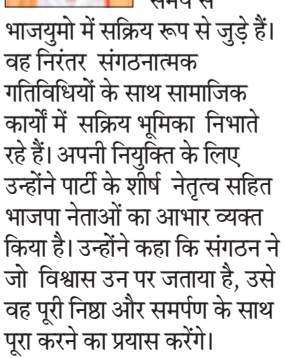 भाजयुमो में सक्रिय रूप से जुड़े हैं।
वह निरंतर संगठनात्मक
गतिविधियों के साथ सामाजिक
कार्यों में सक्रिय भूमिका निभाते
रहे हैं। अपनी नियुक्ति के लिए
उन्होंने पार्टी के शीर्ष नेतृत्व सहित
भाजपा नेताओं का आभार व्यक्त
किया है। उन्होंने कहा कि संगठन ने
जो विश्वास उन पर जताया है, उसे
वह पूरी निष्ठा और समर्पण के साथ
पूरा करने का प्रयास करेंगे।